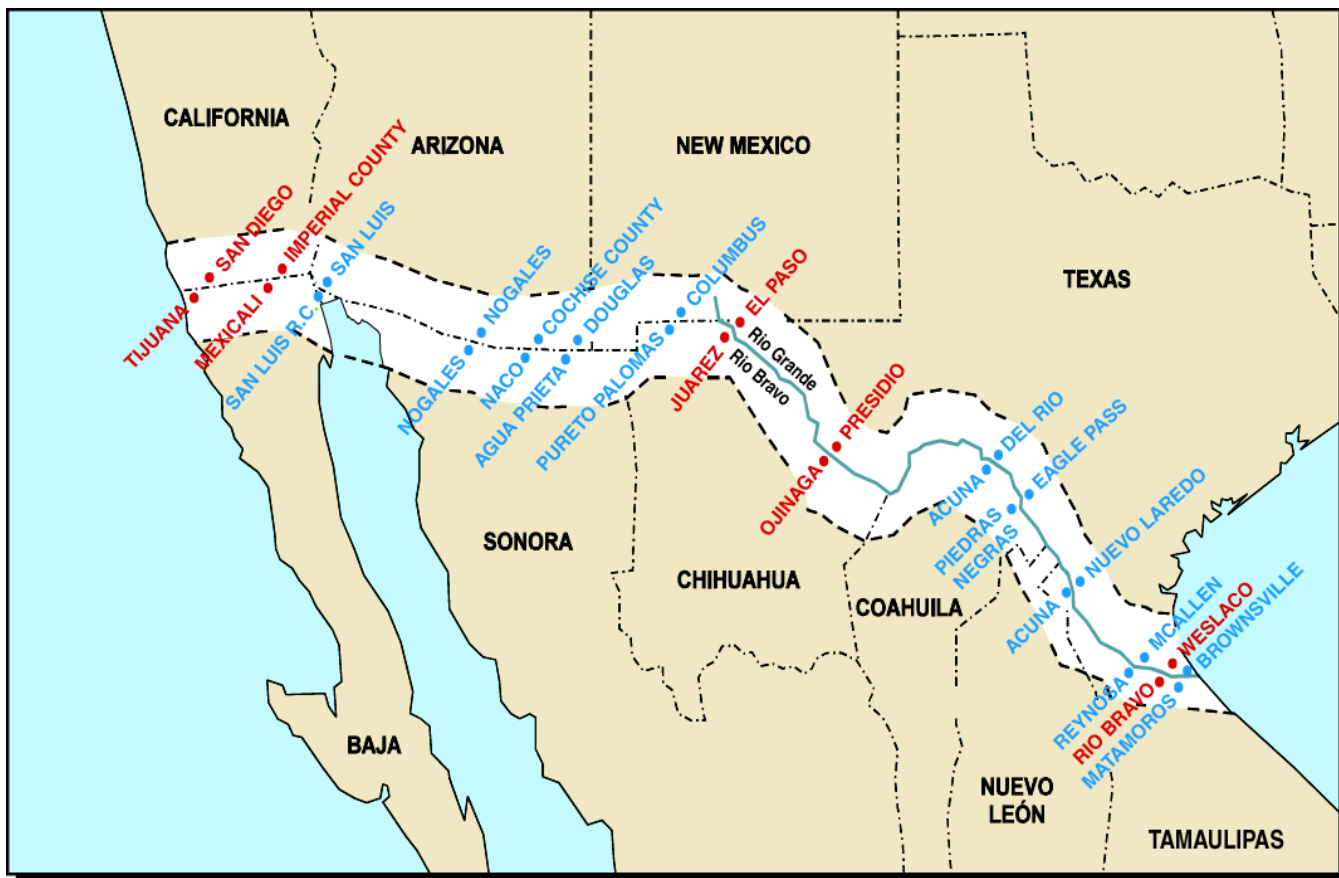 CALIFORNIA
ARIZONA
NEW MEXICO
TEXAS
SAN DIEGO
IMPERIAL COUNTY
SAN LUIS
TIJUANA
MEXICALI
SAN LUIS R.C.
NOGALES
COCHISE COUNTY
DOUGLAS
COLUMBUS
EL PASO
NOGALES
NACO
AGUA PRIETA
PURETO PALOMAS
JUAREZ
Rio Grande
Rio Bravo
PRESIDIO
OJINAGA
DEL RIO
EAGLE PASS
ACUNA
PIEDRAS
NEGRAS
NUEVO LAREDO
ACUNA
MCALLEN
WESLACO
BROWNSVILLE
REYNOSA
RIO BRAVO
MATAMOROS
SONORA
CHIHUAHUA
COAHUILA
BAJA
NUEVO
LEÓN
TAMAULIPAS